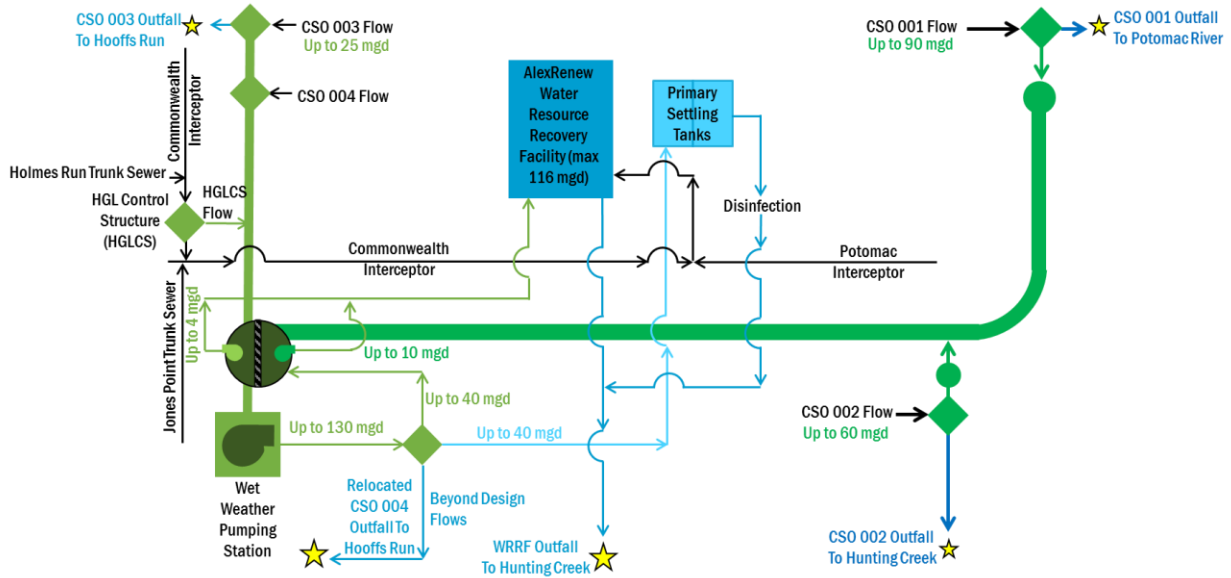 CSO 003 Outfall
To Hooffs Run
CSO 003 Flow
Up to 25 mgd
CSO 004 Flow
Commonwealth
Interceptor
Holmes Run Trunk Sewer
HGL Control
Structure
(HGLCS)
HGLCS
Flow
AlexRenew
Water
Resource
Recovery
Facility (max
116 mgd)
Primary
Settling
Tanks
Disinfection
CSO 001 Flow
Up to 90 mgd
CSO 001 Outfall
To Potomac River
Commonwealth
Interceptor
Potomac
Interceptor
Jones Point Trunk Sewer
Up to 4 mgd
Up to 10 mgd
Up to 40 mgd
Up to 130 mgd
Up to 40 mgd
CSO 002 Flow
Up to 60 mgd
Wet
Weather
Pumping
Station
Relocated
CSO 004
Outfall To
Hooffs Run
Beyond Design
Flows
WRRF Outfall
To Hunting Creek
CSO 002 Outfall
To Hunting Creek